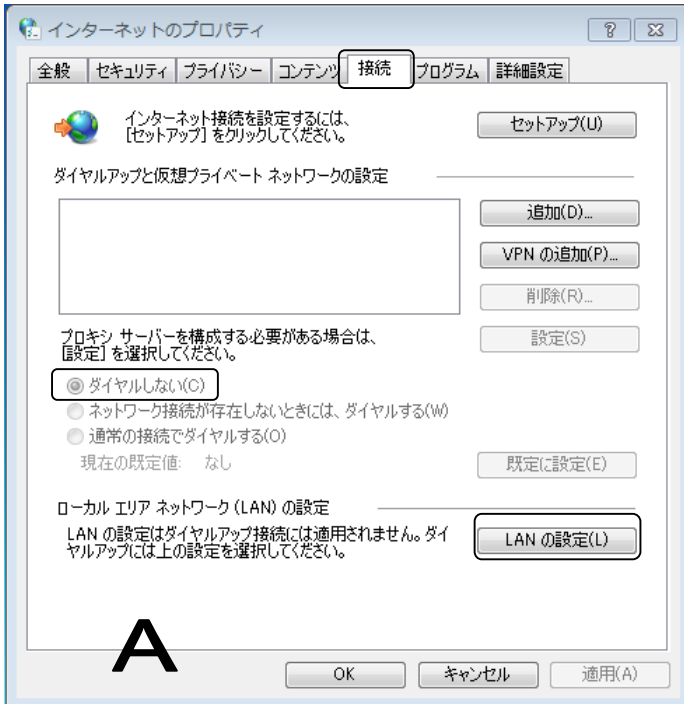 インターネットのプロパティ
全般 セキュリティ プライバシー コンテンツ 接続 プログラム 詳細設定
インターネット接続を設定するには、
[セットアップ] をクリックしてください。
セットアップ(U)
ダイヤルアップと仮想プライベート ネットワークの設定
追加(D)...
VPN の追加(P)...
削除(R)...
プロキシ サーバーを構成する必要がある場合は、
[設定] を選択してください。
設定(S)
ダイヤルしない(C)
ネットワーク接続が存在しないときには、ダイヤルする(W)
通常の接続でダイヤルする(O)
現在の既定値: なし
既定に設定(E)
ローカル エリア ネットワーク (LAN) の設定
LAN の設定はダイヤルアップ接続には適用されません。ダイ
ヤルアップには上の設定を選択してください。
LAN の設定(L)
A
OK キャンセル 適用(A)